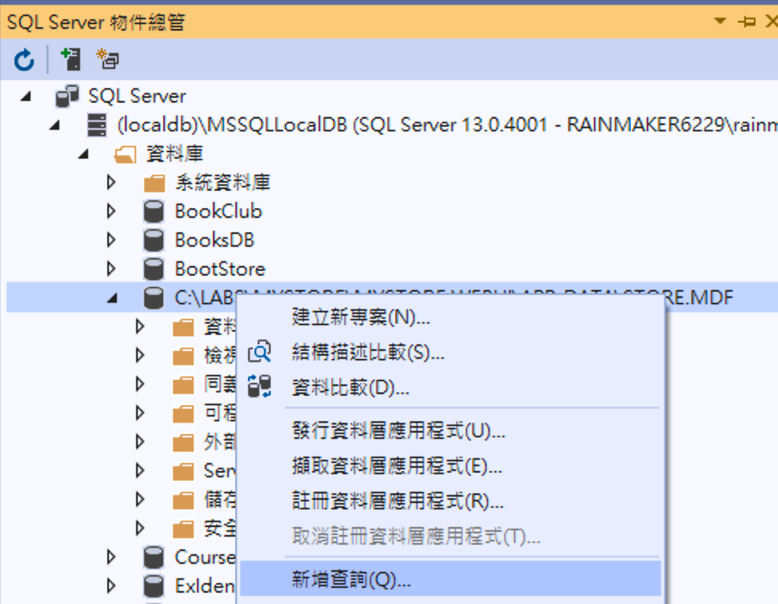 SQL Server 物件總管
SQL Server
(localdb)\MSSQLLocalDB (SQL Server 13.0.4001 - RAINMAKER6229\rainm
資料庫
系統資料庫
BookClub
BooksDB
BootStore
C:\LABS\MYSTORE\MYSTORE.WEBUI\APP_DATA\STORE.MDF
建立新專案(N)...
資料
結構描述比較(S)...
檢視
資料比較(D)...
同義
可程
發行資料層應用程式(U)...
外部
擷取資料層應用程式(E)...
Serv
註冊資料層應用程式(R)...
儲存
取消註冊資料層應用程式(T)...
安全
Course
新增查詢(Q)...
ExIden